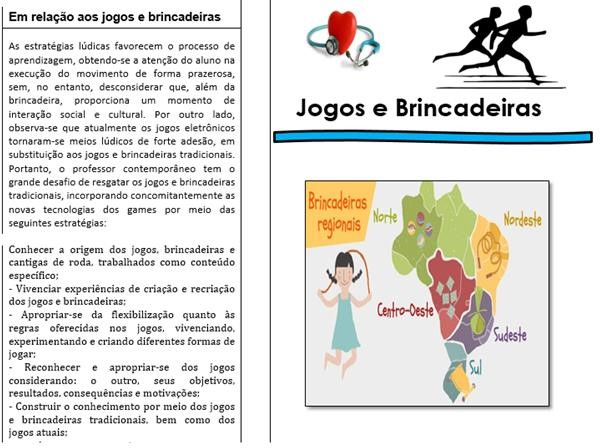 Em relação aos jogos e brincadeiras
As estratégias lúdicas favorecem o processo de
aprendizagem, obtendo-se a atenção do aluno na
execução do movimento de forma prazerosa,
sem, no entanto, desconsiderar que, além da
brincadeira, proporciona um momento de
interação social e cultural. Por outro lado,
observa-se que atualmente os jogos eletrônicos
tornaram-se meios lúdicos de forte adesão, em
substituição aos jogos e brincadeiras tradicionais.
Portanto, o professor contemporâneo tem o
grande desafio de resgatar os jogos e brincadeiras
tradicionais, incorporando concomitantemente as
novas tecnologias dos games por meio das
seguintes estratégias:
Conhecer a origem dos jogos, brincadeiras e
cantigas de roda, trabalhados como conteúdo
específico;
- Vivenciar experiências de criação e recriação
dos jogos e brincadeiras;
- Apropriar-se da flexibilização quanto às
regras oferecidas nos jogos, vivenciando,
experimentando e criando diferentes formas de
jogar;
- Reconhecer e apropriar-se dos jogos
considerando: o outro, seus objetivos,
resultados, consequências e motivações;
- Construir o conhecimento por meio dos jogos
e brincadeiras tradicionais, bem como dos
jogos atuais;
Jogos e Brincadeiras
Brincadeiras
regionais
Norte
Nordeste
Centro-Oeste
Sudeste
Sul